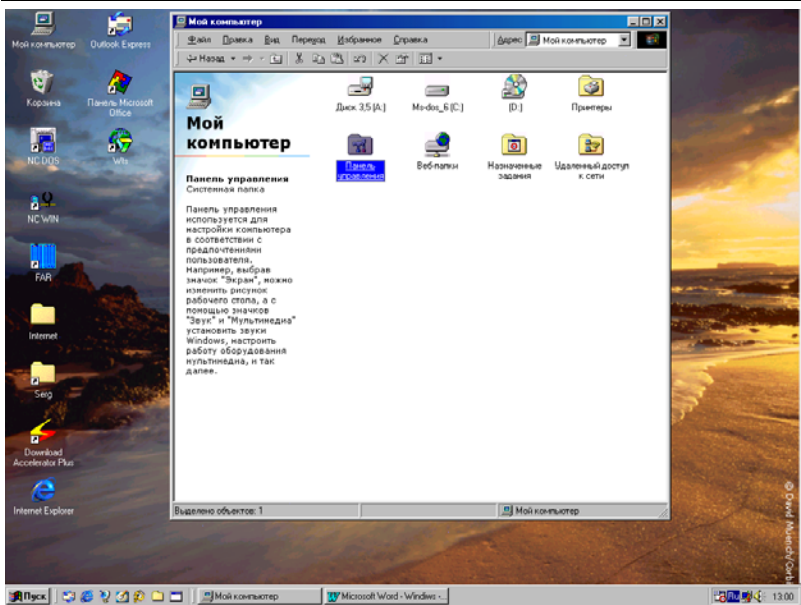 Мой компьютер
Outlook Express
Корзина
Панель Microsoft
Office
NC DOS
Wfs
NC WIN
FAR
Internet
Serg
Download
Accelerator Plus
Internet Explorer
Мой компьютер
Файл Правка Вид Переход Избранное Справка
Адрес Мой компьютер
Назад
Мой
компьютер
Панель управления
Системная папка
Панель управления
используется для
настройки компьютера
в соответствии с
предпочтениями
пользователя.
Например, выбрав
значок "Экран", можно
изменить рисунок
рабочего стола, а с
помощью значков
"Звук" и "Мультимедиа"
установить звуки
Windows, настроить
работу оборудования
мультимедиа, и так
далее.
Диск 3,5 (A:)
Ms-dos_6 (C:)
(D:)
Принтеры
Панель
управления
Веб-папки
Назначенные
задания
Удаленный доступ
к сети
Выделено объектов: 1
Мой компьютер
Пуск
Мой компьютер
Microsoft Word - Windiws -...
Ru
13:00
© David Muench/Corbi